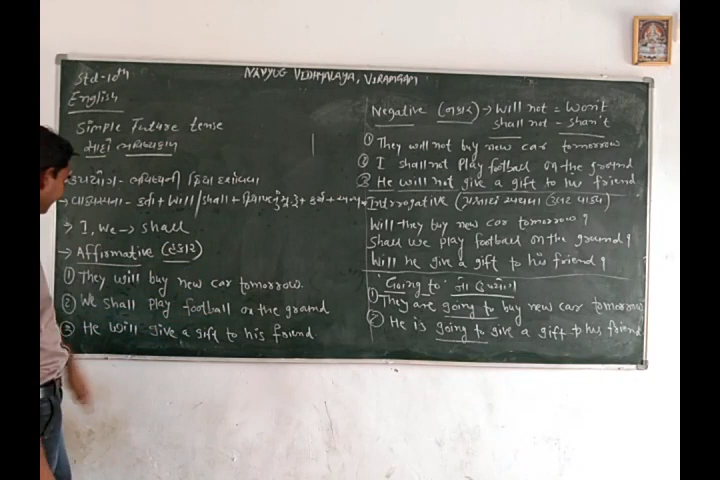 NAVYUG VIDHYALAYA, VIRAMGAM
Std-10th
English
Simple Future tense
સાદો ભવિષ્યકાળ
ઉપયોગ - ભવિષ્યની ક્રિયા દર્શાવવા
→ વાક્યરચના - કર્તા + will/shall + ક્રિયાપદનું મૂ.રૂ + કર્મ + અન્ય
→ I, we → shall
→ Affirmative (હકાર)
① They will buy new car tomorrow.
② We shall play football on the ground
③ He will give a gift to his friend.
Negative (નકાર) → Will not = Won't
shall not - shan't
① They will not buy new car tomorrow
② I shall not play football on the ground
③ He will not give a gift to his friend.
Intrrogative (પ્રશ્નાર્થ
Will they buy new car tomorrow?
Shall we play football on the ground?
Will he give a gift to his friend?
Going to નો ઉપયોગ
① They are going to buy new car tomorrow
② He is going to give a gift to his friend